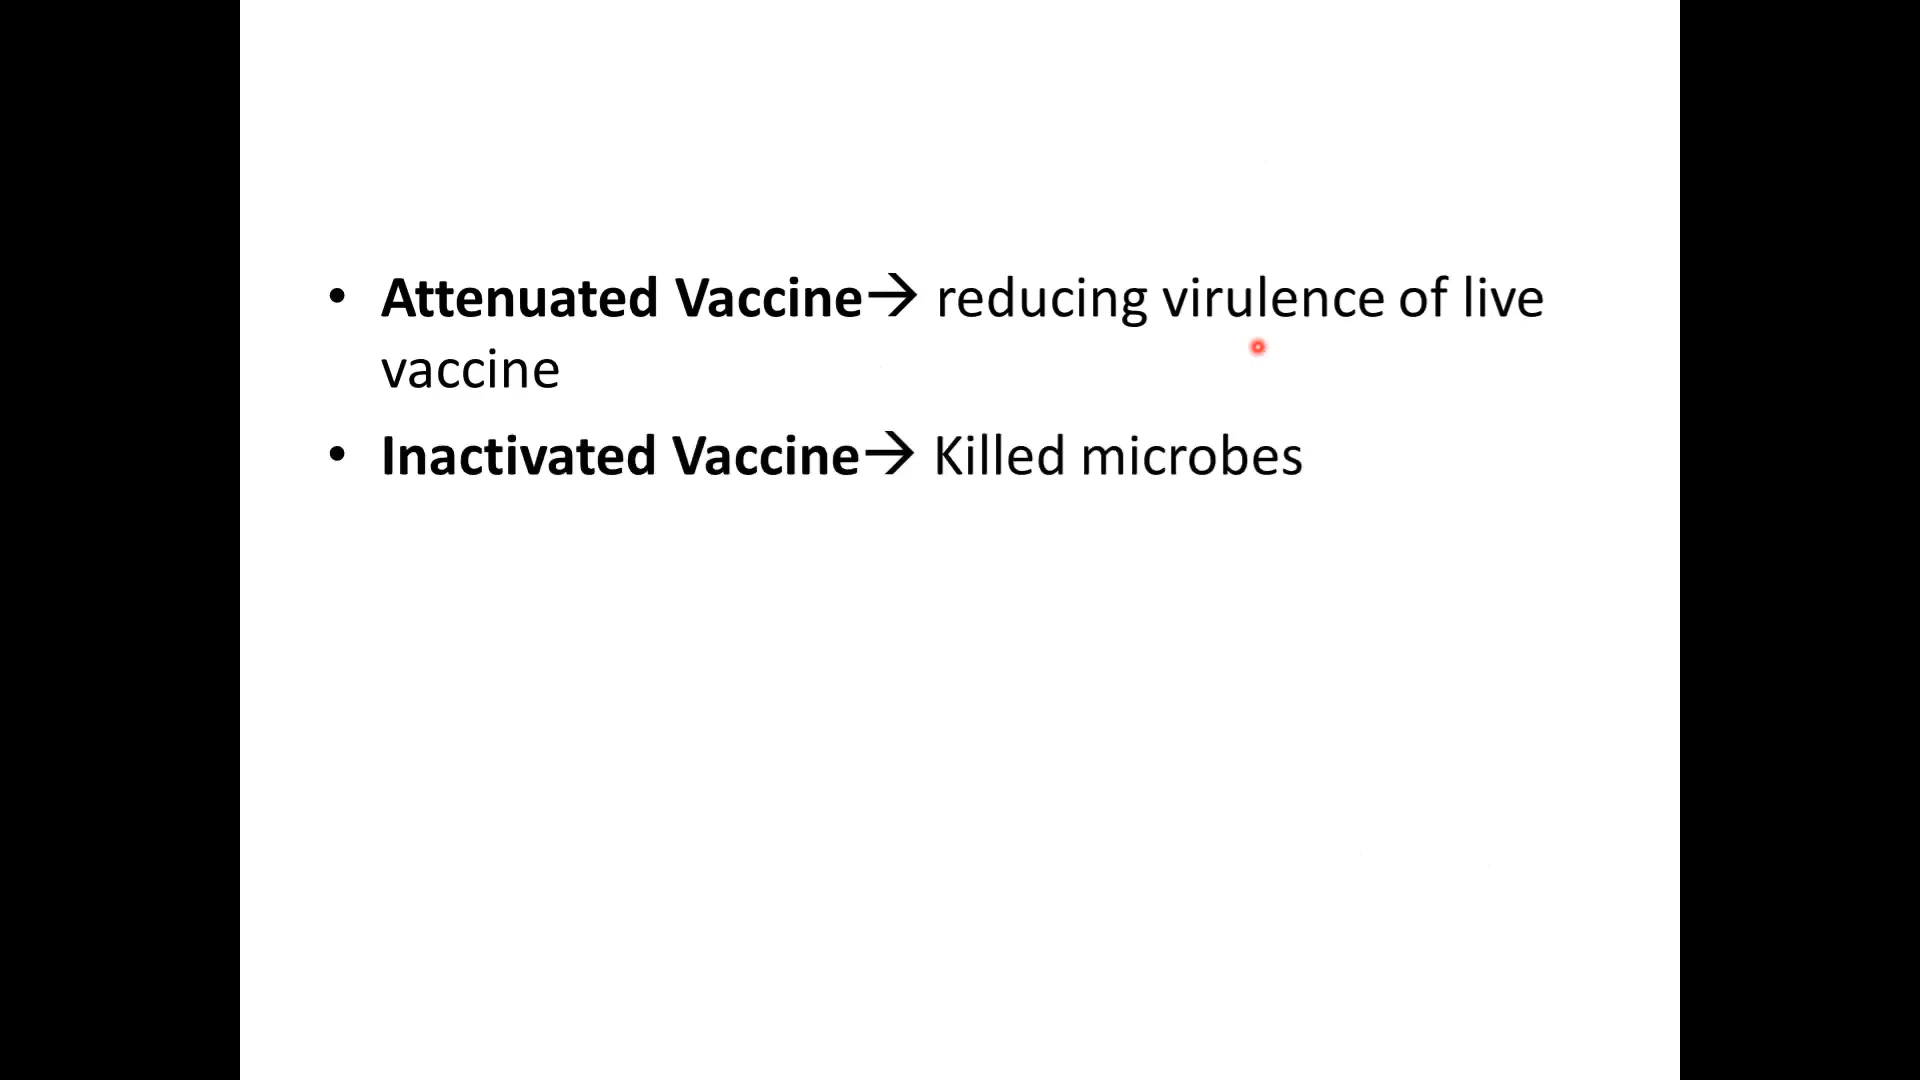 • Attenuated Vaccine→ reducing virulence of live
vaccine
• Inactivated Vaccine→ Killed microbes